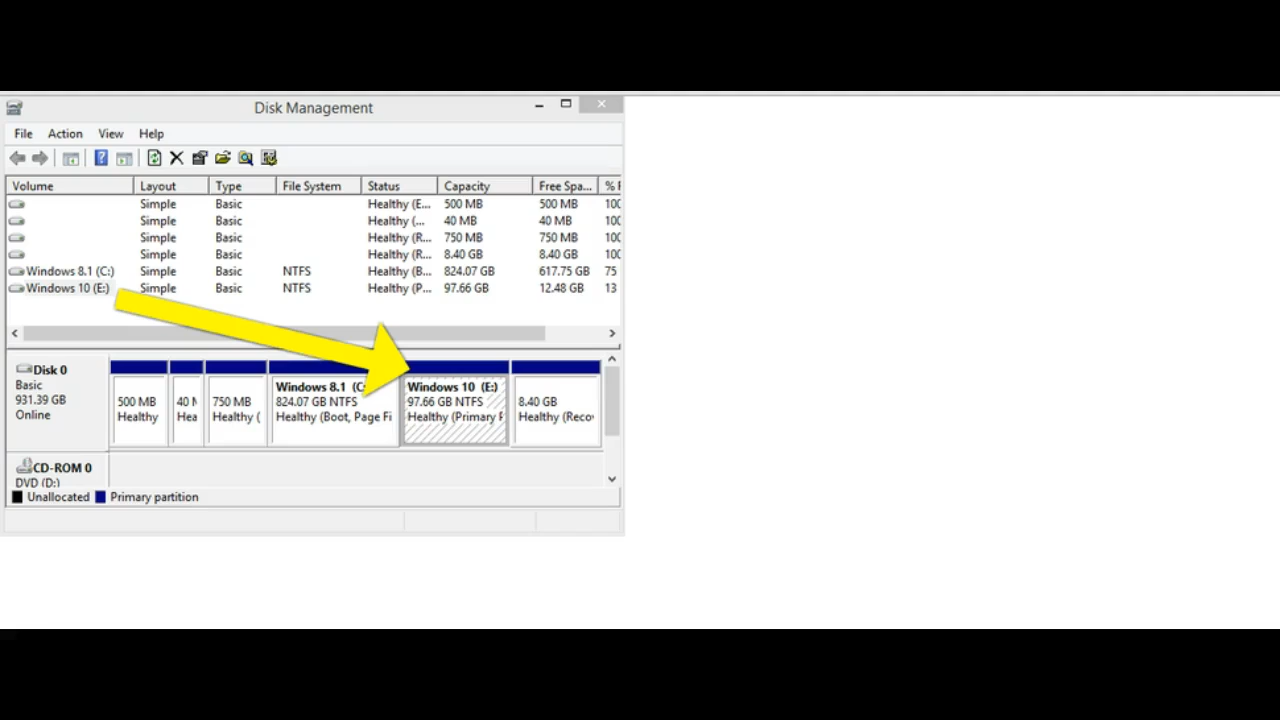 Disk Management
File Action View Help
Volume Layout Type File System Status Capacity Free Spa... % F
Simple Basic Healthy (E... 500 MB 500 MB 100
Simple Basic Healthy (... 40 MB 40 MB 100
Simple Basic Healthy (R... 750 MB 750 MB 100
Simple Basic Healthy (R... 8.40 GB 8.40 GB 100
Windows 8.1 (C:) Simple Basic NTFS Healthy (B... 824.07 GB 617.75 GB 75
Windows 10 (E:) Simple Basic NTFS Healthy (P... 97.66 GB 12.48 GB 13
Disk 0
Basic
931.39 GB
Online
500 MB
Healthy
40 M
Hea
750 MB
Healthy (
Windows 8.1 (C
824.07 GB NTFS
Healthy (Boot, Page Fi
Windows 10 (E:)
97.66 GB NTFS
Healthy (Primary P
8.40 GB
Healthy (Reco
CD-ROM 0
DVD (D:)
Unallocated Primary partition